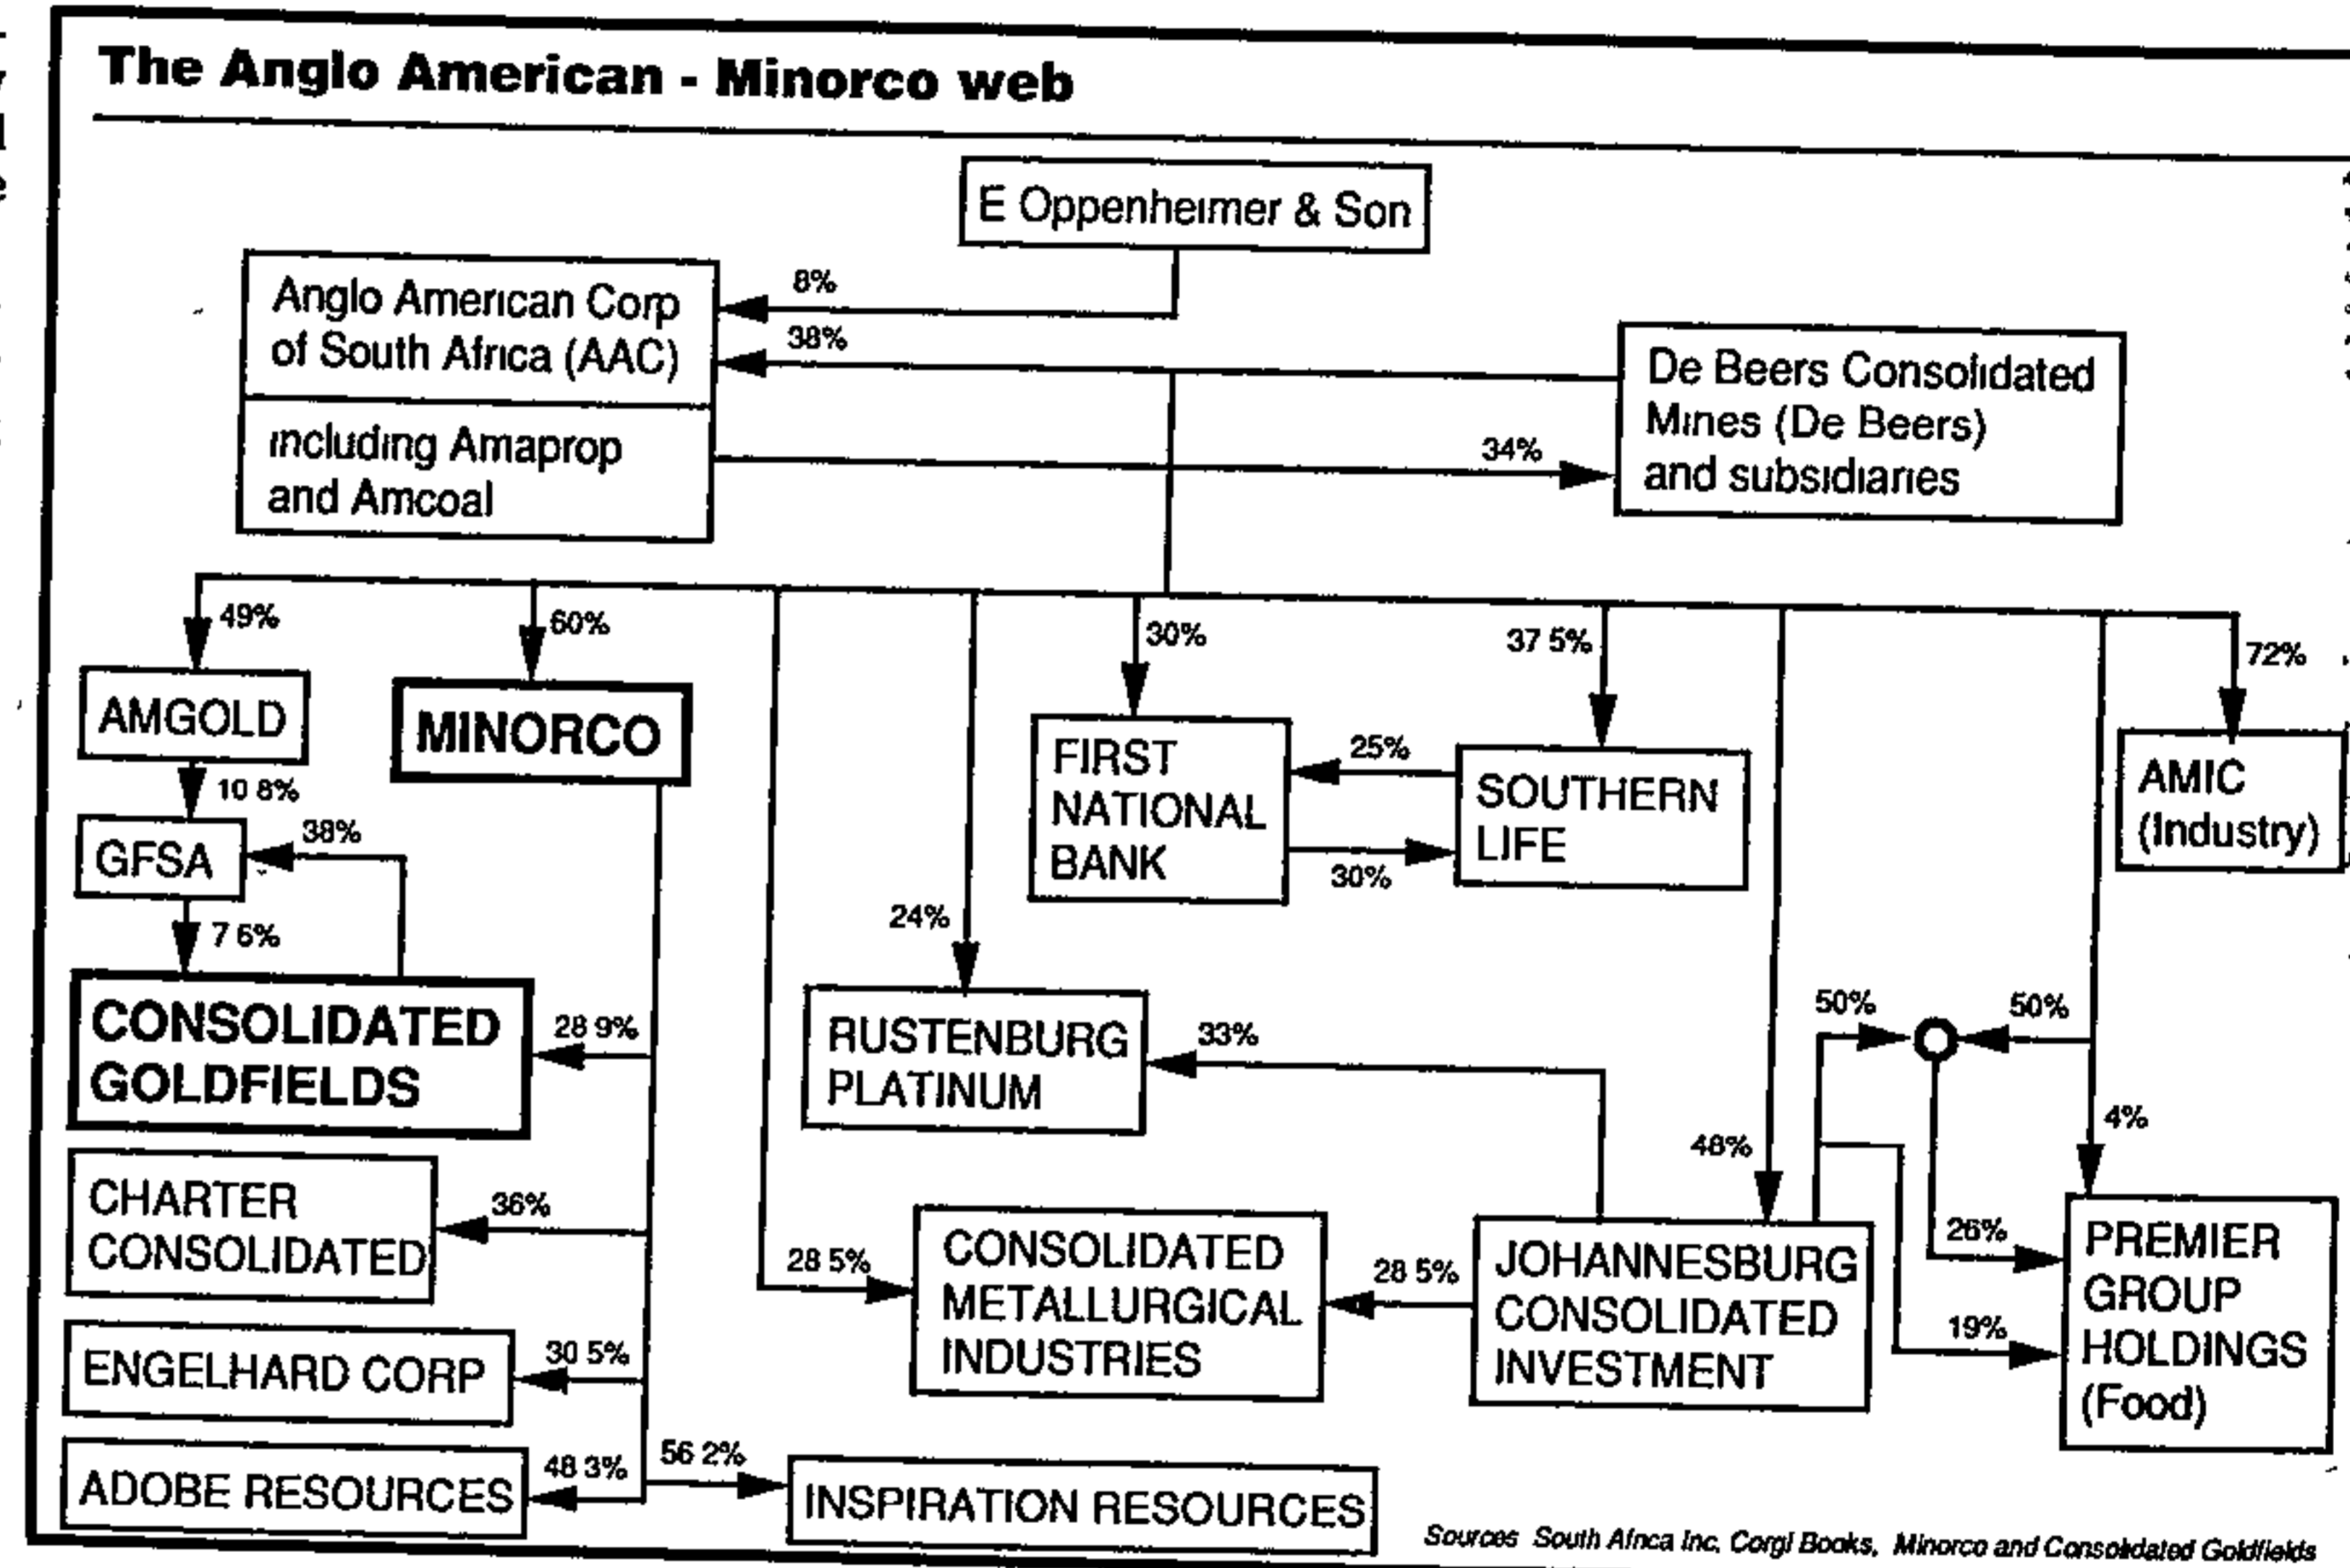 The Anglo American - Minorco web
E Oppenheimer & Son
8%
Anglo American Corp
of South Africa (AAC)
38%
including Amaprop
and Amcoal
34%
De Beers Consolidated
Mines (De Beers)
and subsidiaries
49%
60%
30%
37 5%
72%
AMGOLD
MINORCO
10 8%
GFSA
38%
7 6%
FIRST
NATIONAL
BANK
25%
30%
SOUTHERN
LIFE
AMIC
(Industry)
24%
CONSOLIDATED
GOLDFIELDS
28 9%
RUSTENBURG
PLATINUM
33%
50%
50%
48%
4%
CHARTER
CONSOLIDATED
36%
28 5%
CONSOLIDATED
METALLURGICAL
INDUSTRIES
28 5%
JOHANNESBURG
CONSOLIDATED
INVESTMENT
26%
19%
PREMIER
GROUP
HOLDINGS
(Food)
ENGELHARD CORP
30 5%
ADOBE RESOURCES
48 3%
56 2%
INSPIRATION RESOURCES
Sources South Africa Inc, Corgi Books, Minorco and Consolidated Goldfields